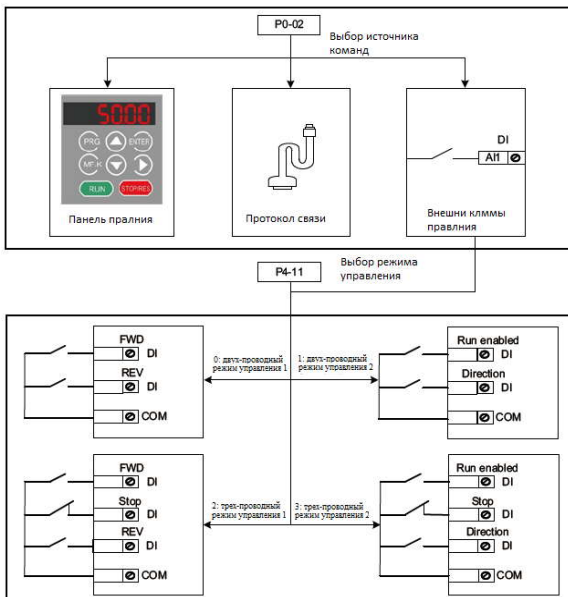 P0-02
Выбор источника
команд
50.00
PRG
ENTER
MF.K
RUN
STOP/RES
DI
AI1
Панель пралния
Протокол связи
Внешни клммы
правлния
P4-11
Выбор режима
управления
FWD
DI
REV
DI
COM
0: двух-проводный
режим управления 1
1: двух-проводный
режим управления 2
Run enabled
DI
Direction
DI
COM
FWD
DI
Stop
DI
REV
DI
COM
2: трех-проводный
режим управления 1
3: трех-проводный
режим управления 2
Run enabled
DI
Stop
DI
Direction
DI
COM